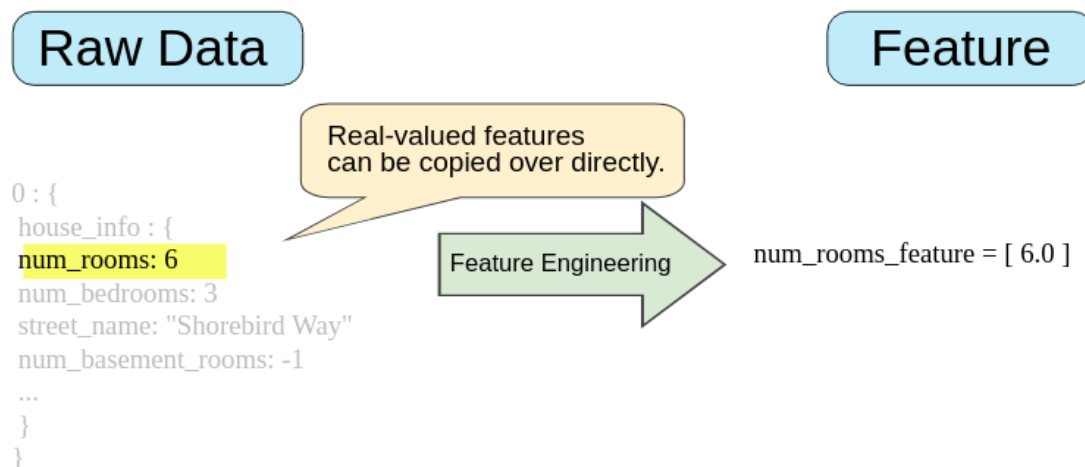 Raw Data
Feature
Real-valued features
can be copied over directly.
0 : {
house_info : {
num_rooms: 6
num_bedrooms: 3
street_name: "Shorebird Way"
num_basement_rooms: -1
...
}
}
Feature Engineering
num_rooms_feature = [ 6.0 ]